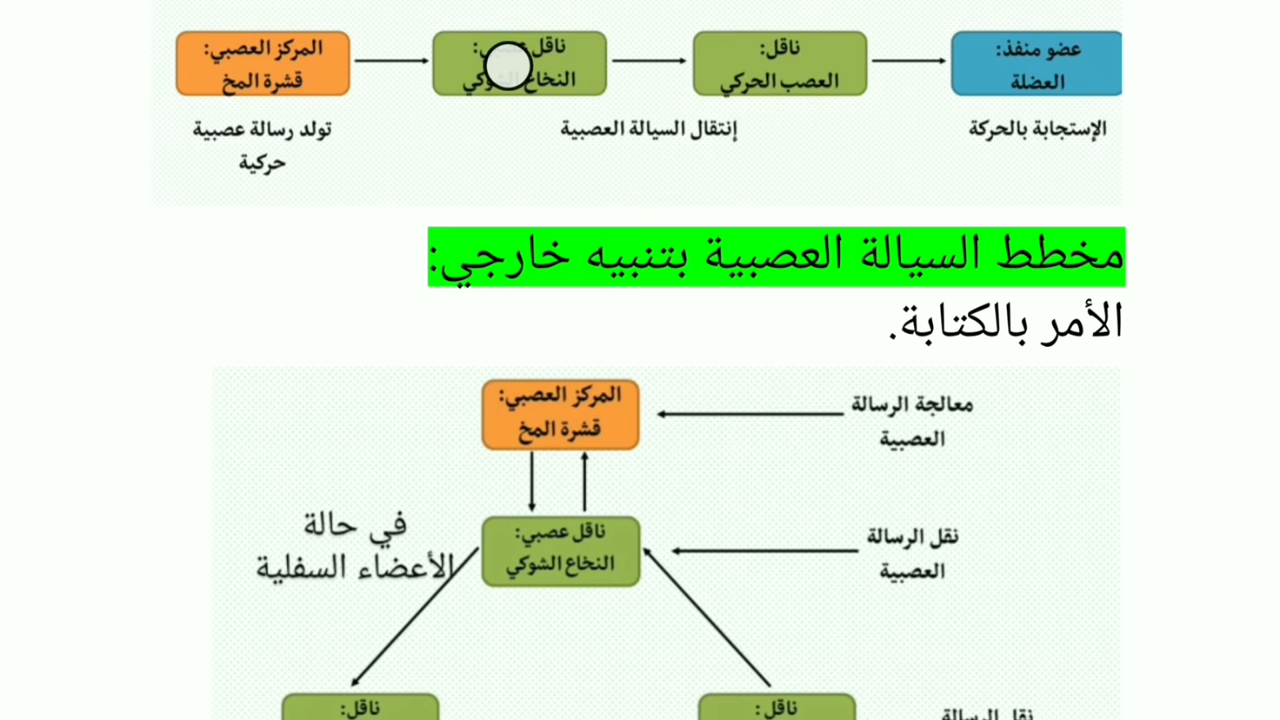 المركز العصبي:
قشرة المخ
ناقل
النخاع
ناقل:
العصب الحركي
عضو منفذ:
العضلة
تولد رسالة عصبية
حركية
إنتقال السيالة العصبية
الإستجابة بالحركة
مخطط السيالة العصبية بتنبيه خارجي:
الأمر بالكتابة.
المركز العصبي:
قشرة المخ
معالجة الرسالة
العصبية
ناقل عصبي:
النخاع الشوكي
في حالة
الأعضاء السفلية
نقل الرسالة
العصبية
ناقل:
ناقل:
نقل الرسالة